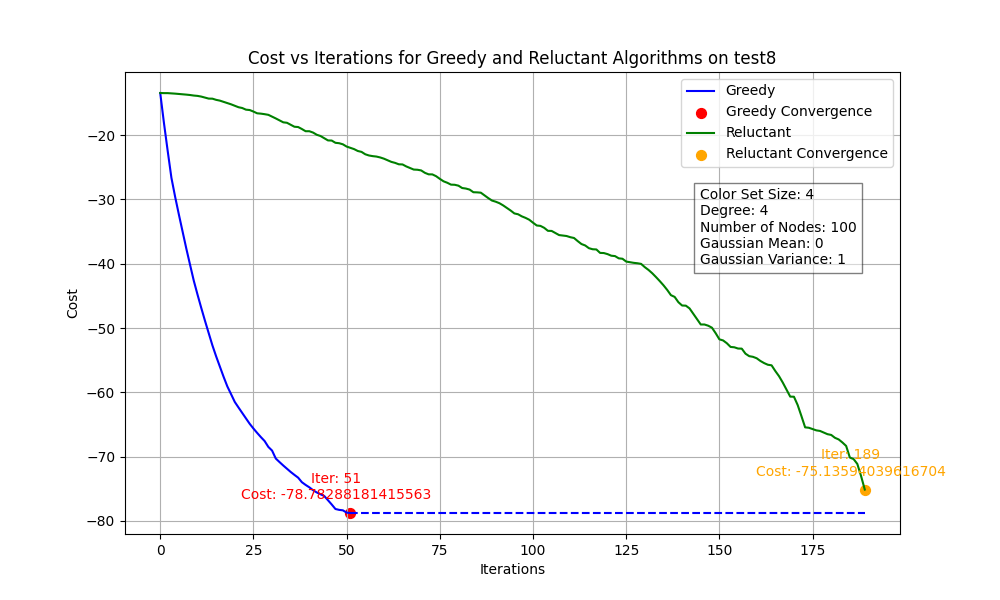 Cost vs Iterations for Greedy and Reluctant Algorithms on test8
Greedy
Greedy Convergence
Reluctant
Reluctant Convergence
Color Set Size: 4
Degree: 4
Number of Nodes: 100
Gaussian Mean: 0
Gaussian Variance: 1
Cost
−20
−30
−40
−50
−60
−70
−80
Iter: 189
Cost: -75.13594039616704
Iter: 51
Cost: -78.78288181415563
0 25 50 75 100 125 150 175
Iterations